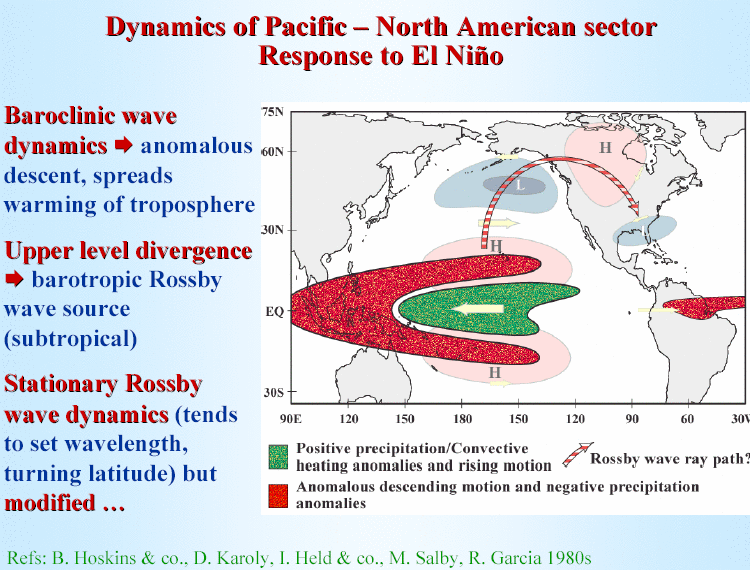 Dynamics of Pacific – North American sector
Response to El Niño
Baroclinic wave
dynamics ➡ anomalous
descent, spreads
warming of troposphere
Upper level divergence
➡ barotropic Rossby
wave source
(subtropical)
Stationary Rossby
wave dynamics (tends
to set wavelength,
turning latitude) but
modified …
75N
60N
30N
EQ
30S
H
L
H
H
90E 120 150 180 150 120 90 60 30W
Positive precipitation/Convective
heating anomalies and rising motion
Rossby wave ray path?
Anomalous descending motion and negative precipitation
anomalies
Refs: B. Hoskins & co., D. Karoly, I. Held & co., M. Salby, R. Garcia 1980s